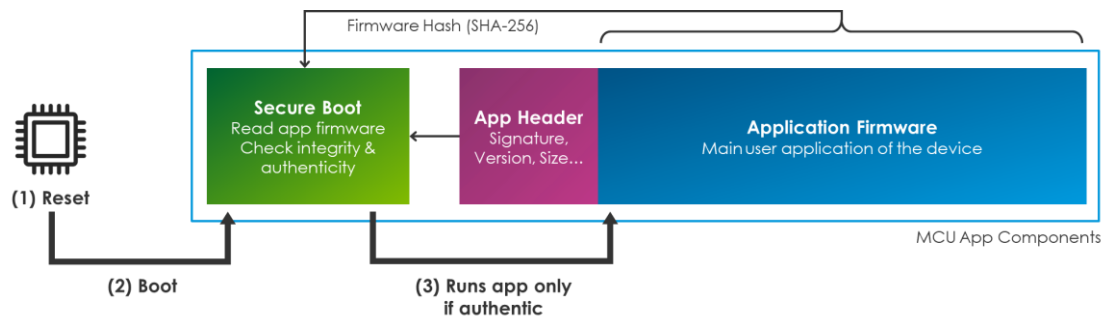 Firmware Hash (SHA-256)
Secure Boot
Read app firmware
Check integrity &
authenticity
App Header
Signature,
Version, Size...
Application Firmware
Main user application of the device
(1) Reset
MCU App Components
(2) Boot
(3) Runs app only
if authentic